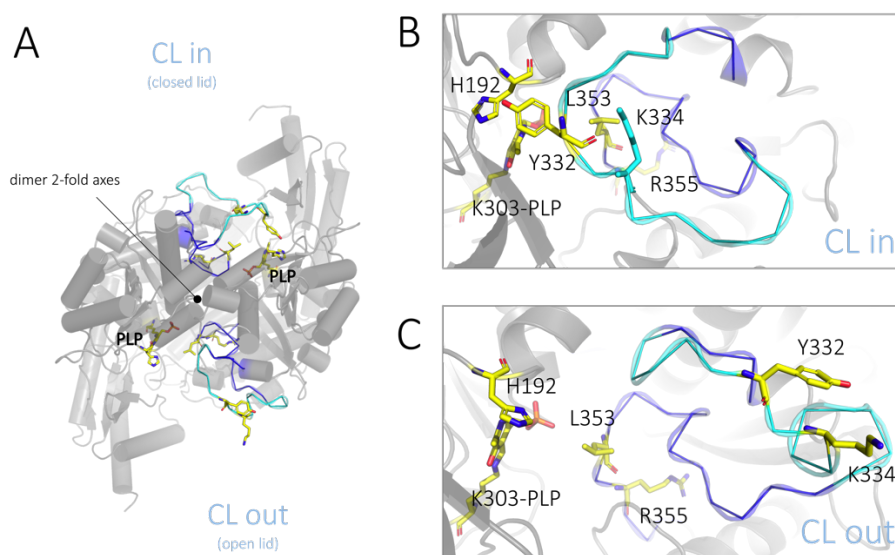 A
CL in
(closed lid)
dimer 2-fold axes
PLP
PLP
CL out
(open lid)
B
H192
L353
K334
Y332
R355
K303-PLP
CL in
C
Y332
H192
L353
K334
K303-PLP
R355
CL out